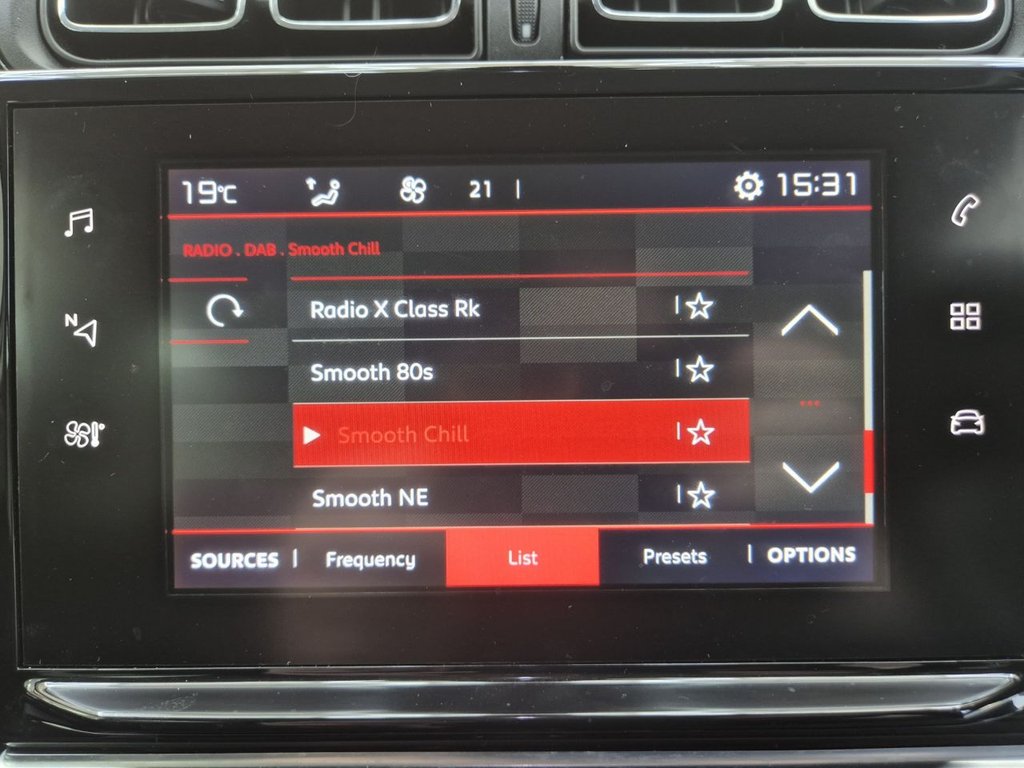 19°C 21 15:31
RADIO . DAB . Smooth Chill
N
Radio X Class Rk
Smooth 80s
Smooth Chill
Smooth NE
SOURCES Frequency List Presets OPTIONS